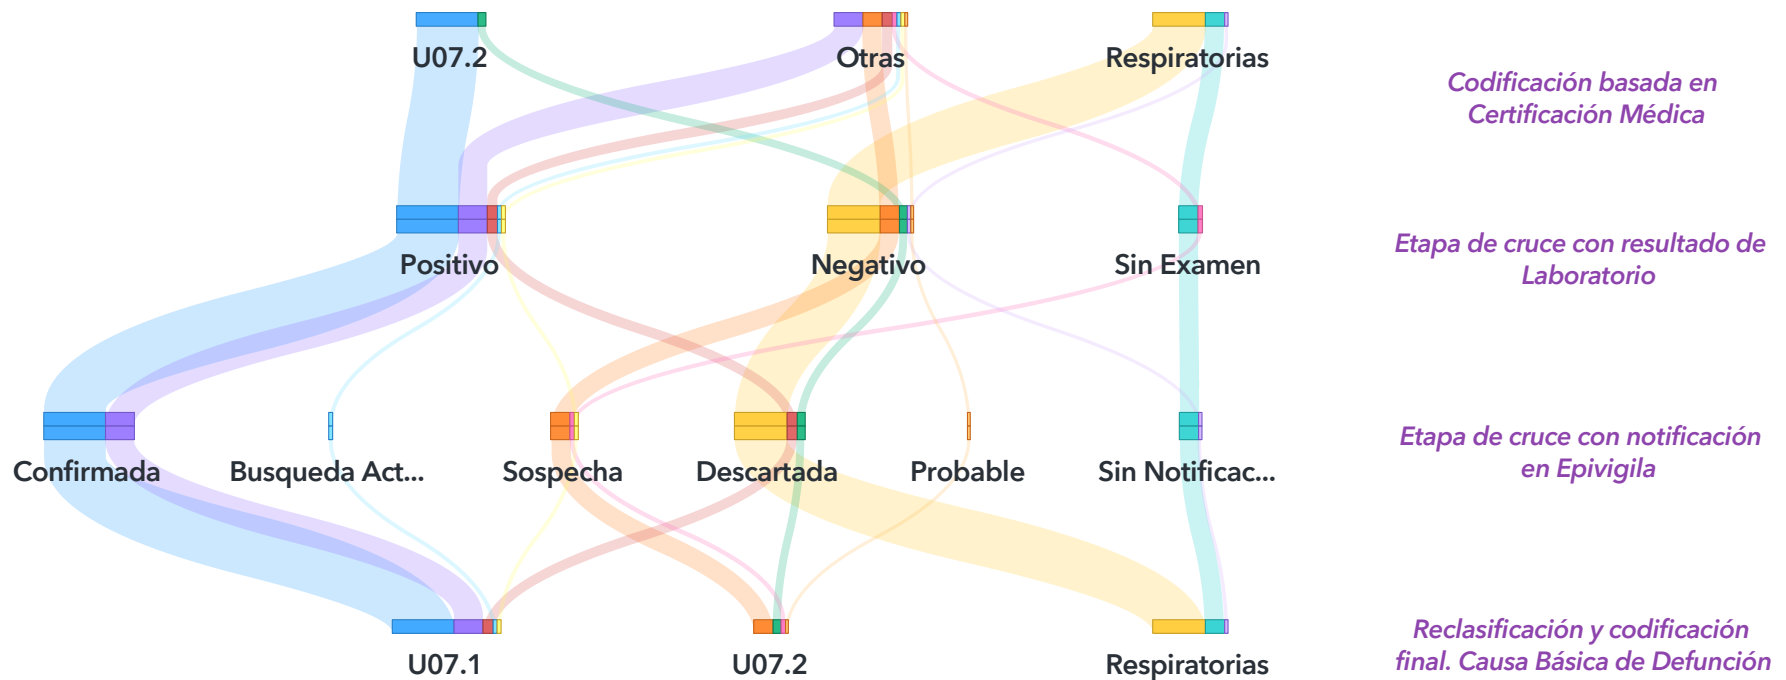 U07.2
Otras
Respiratorias
Codificación basada en
Certificación Médica
Positivo
Negativo
Sin Examen
Etapa de cruce con resultado de
Laboratorio
Confirmada
Busqueda Act...
Sospecha
Descartada
Probable
Sin Notificac...
Etapa de cruce con notificación
en Epivigila
U07.1
U07.2
Respiratorias
Reclasificación y codificación
final. Causa Básica de Defunción